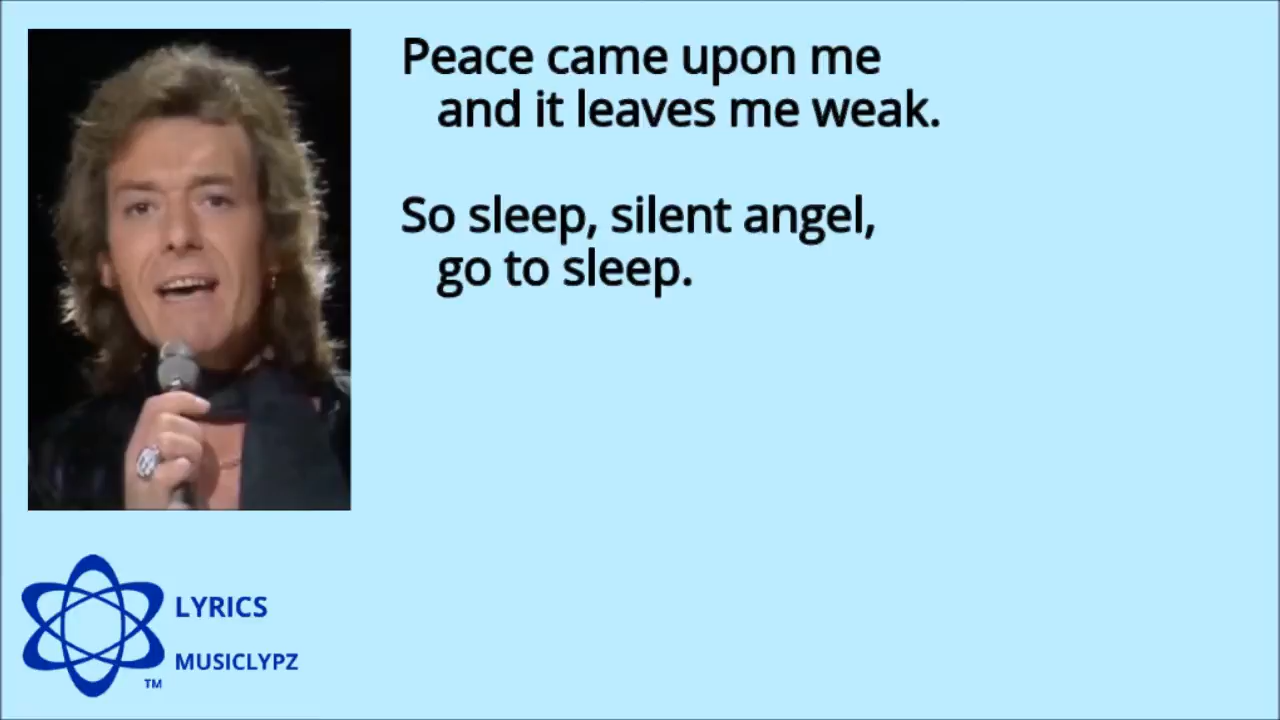 Peace came upon me
and it leaves me weak.
So sleep, silent angel,
go to sleep.
LYRICS
MUSICLYPZ
TM